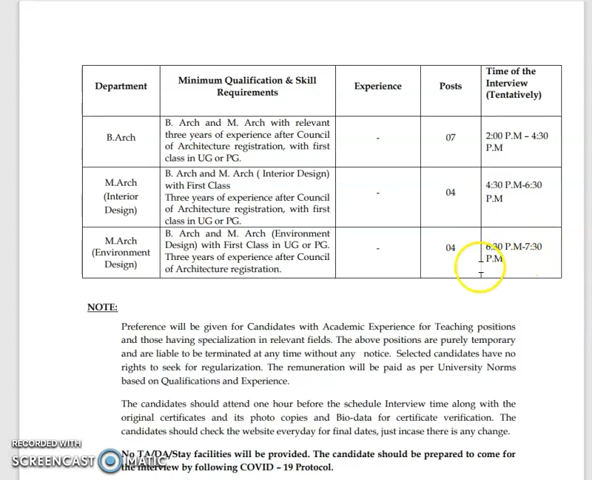 Department
Minimum Qualification & Skill
Requirements
Experience
Posts
Time of the
Interview
(Tentatively)
B.Arch
B. Arch and M. Arch with relevant
three years of experience after Council
of Architecture registration, with first
class in UG or PG.
-
07
2:00 P.M – 4:30
P.M
M.Arch
(Interior
Design)
B. Arch and M. Arch ( Interior Design)
with First Class
Three years of experience after Council
of Architecture registration, with first
class in UG or PG.
-
04
4:30 P.M-6:30
P.M
M.Arch
(Environment
Design)
B. Arch and M. Arch (Environment
Design) with First Class in UG or PG.
Three years of experience after Council
of Architecture registration.
-
04
6:30 P.M-7:30
P.M
NOTE:
Preference will be given for Candidates with Academic Experience for Teaching positions
and those having specialization in relevant fields. The above positions are purely temporary
and are liable to be terminated at any time without any notice. Selected candidates have no
rights to seek for regularization. The remuneration will be paid as per University Norms
based on Qualifications and Experience.
The candidates should attend one hour before the schedule Interview time along with the
original certificates and its photo copies and Bio-data for certificate verification. The
candidates should check the website everyday for final dates, just incase there is any change.
No TA/DA/Stay facilities will be provided. The candidate should be prepared to come for
the interview by following COVID – 19 Protocol.
RECORDED WITH
SCREENCAST MATIC